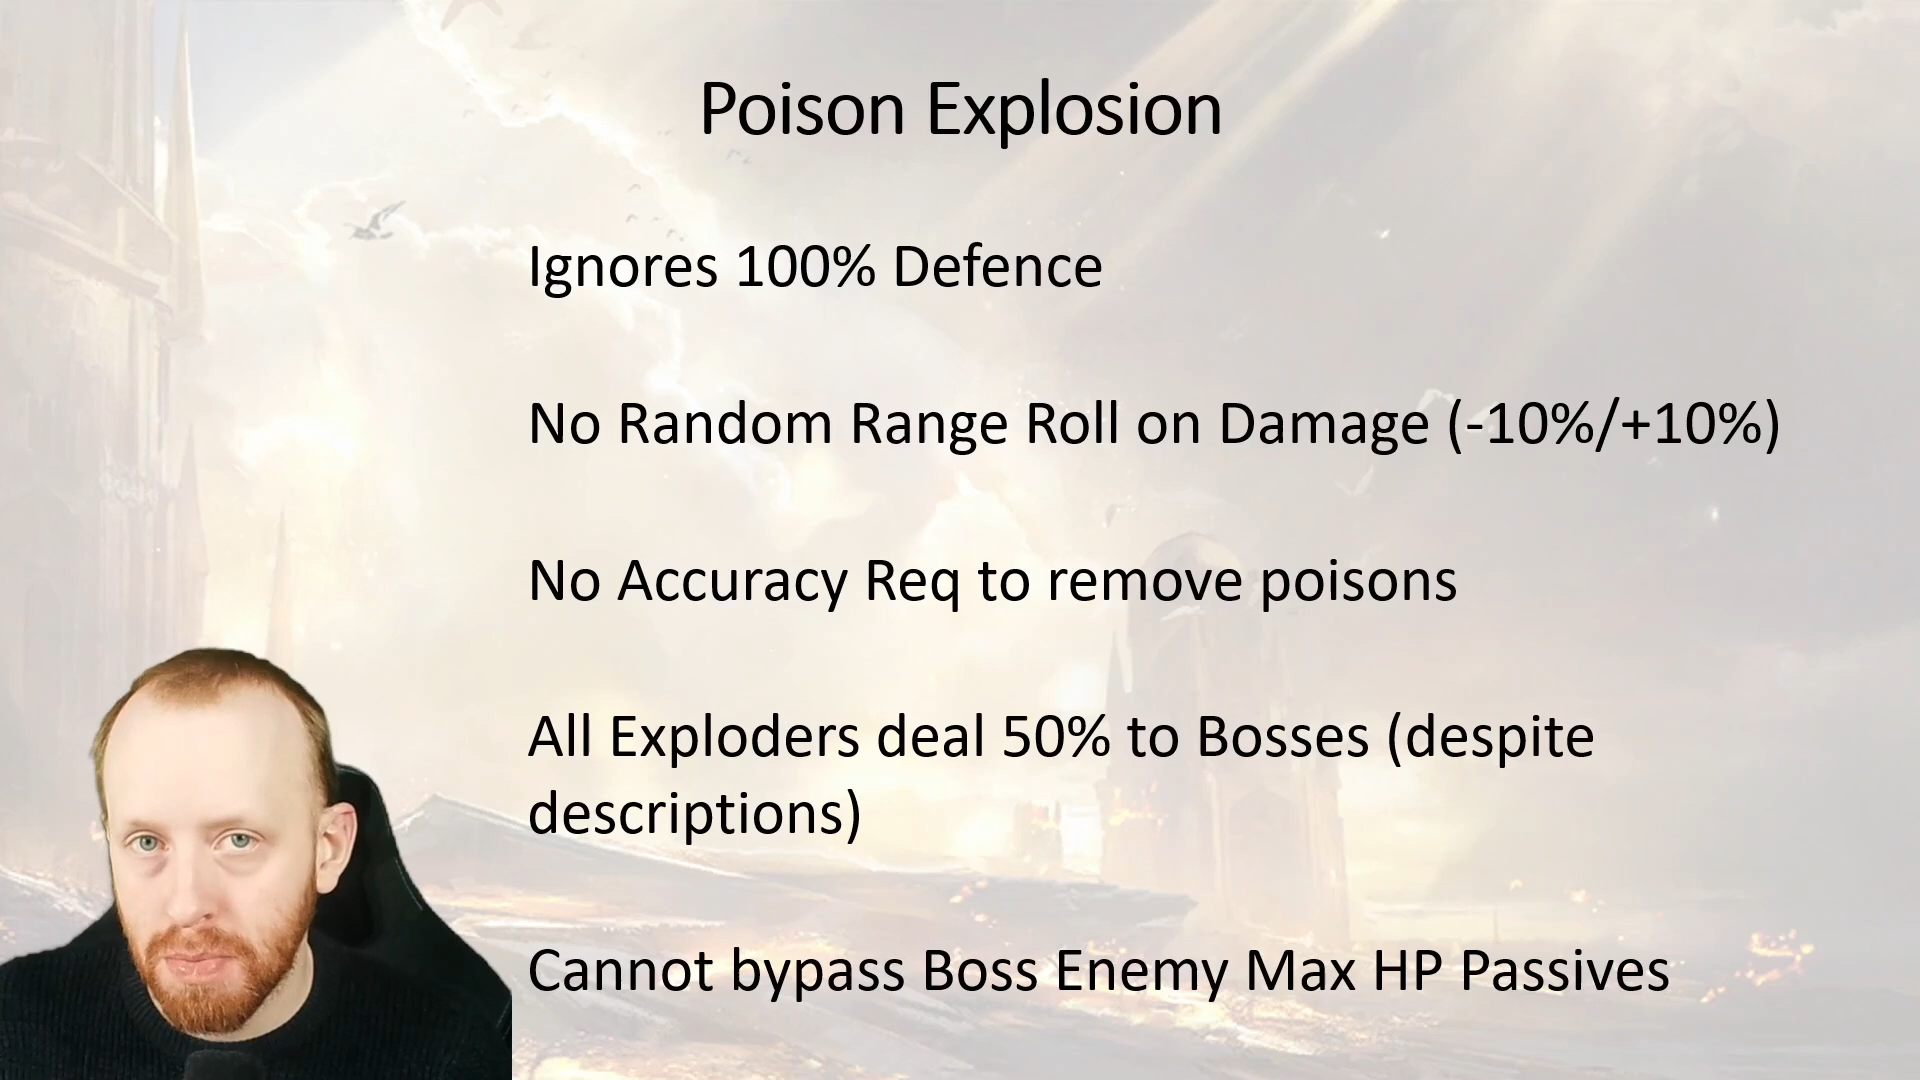 Poison Explosion
Ignores 100% Defence
No Random Range Roll on Damage (-10%/+10%)
No Accuracy Req to remove poisons
All Exploders deal 50% to Bosses (despite
descriptions)
Cannot bypass Boss Enemy Max HP Passives